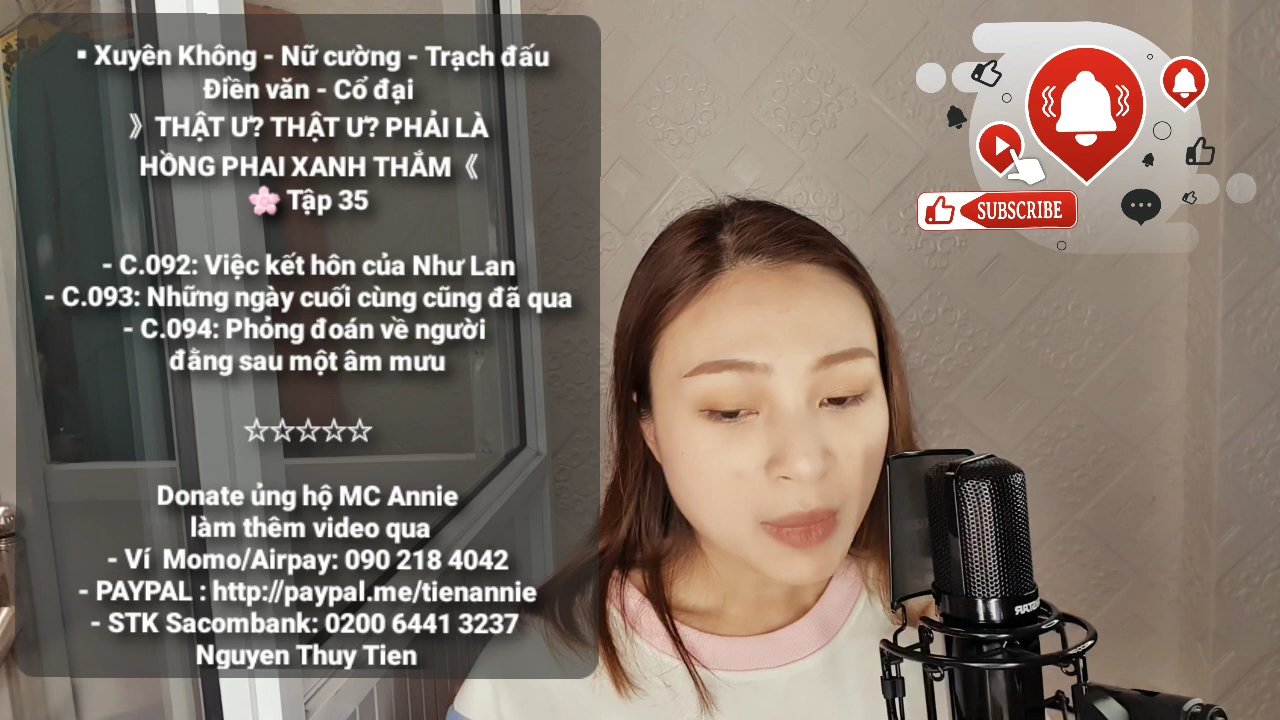 ▪ Xuyên Không - Nữ cường - Trạch đấu
Điền văn - Cổ đại
》THẬT Ư? THẬT Ư? PHẢI LÀ
HỒNG PHAI XANH THẮM《
🌸 Tập 35
- C.092: Việc kết hôn của Như Lan
- C.093: Những ngày cuối cùng cũng đã qua
- C.094: Phỏng đoán về người
đằng sau một âm mưu
☆☆☆☆☆
Donate ủng hộ MC Annie
làm thêm video qua
- Ví Momo/Airpay: 090 218 4042
- PAYPAL : http://paypal.me/tienannie
- STK Sacombank: 0200 6441 3237
Nguyen Thuy Tien
SUBSCRIBE